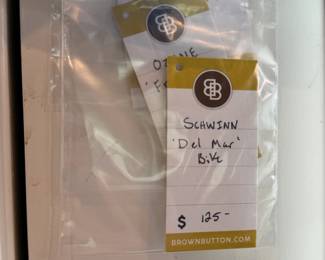 SCHWINN
'Del Mar'
Bike
$ 125-
BROWNBUTTON.COM